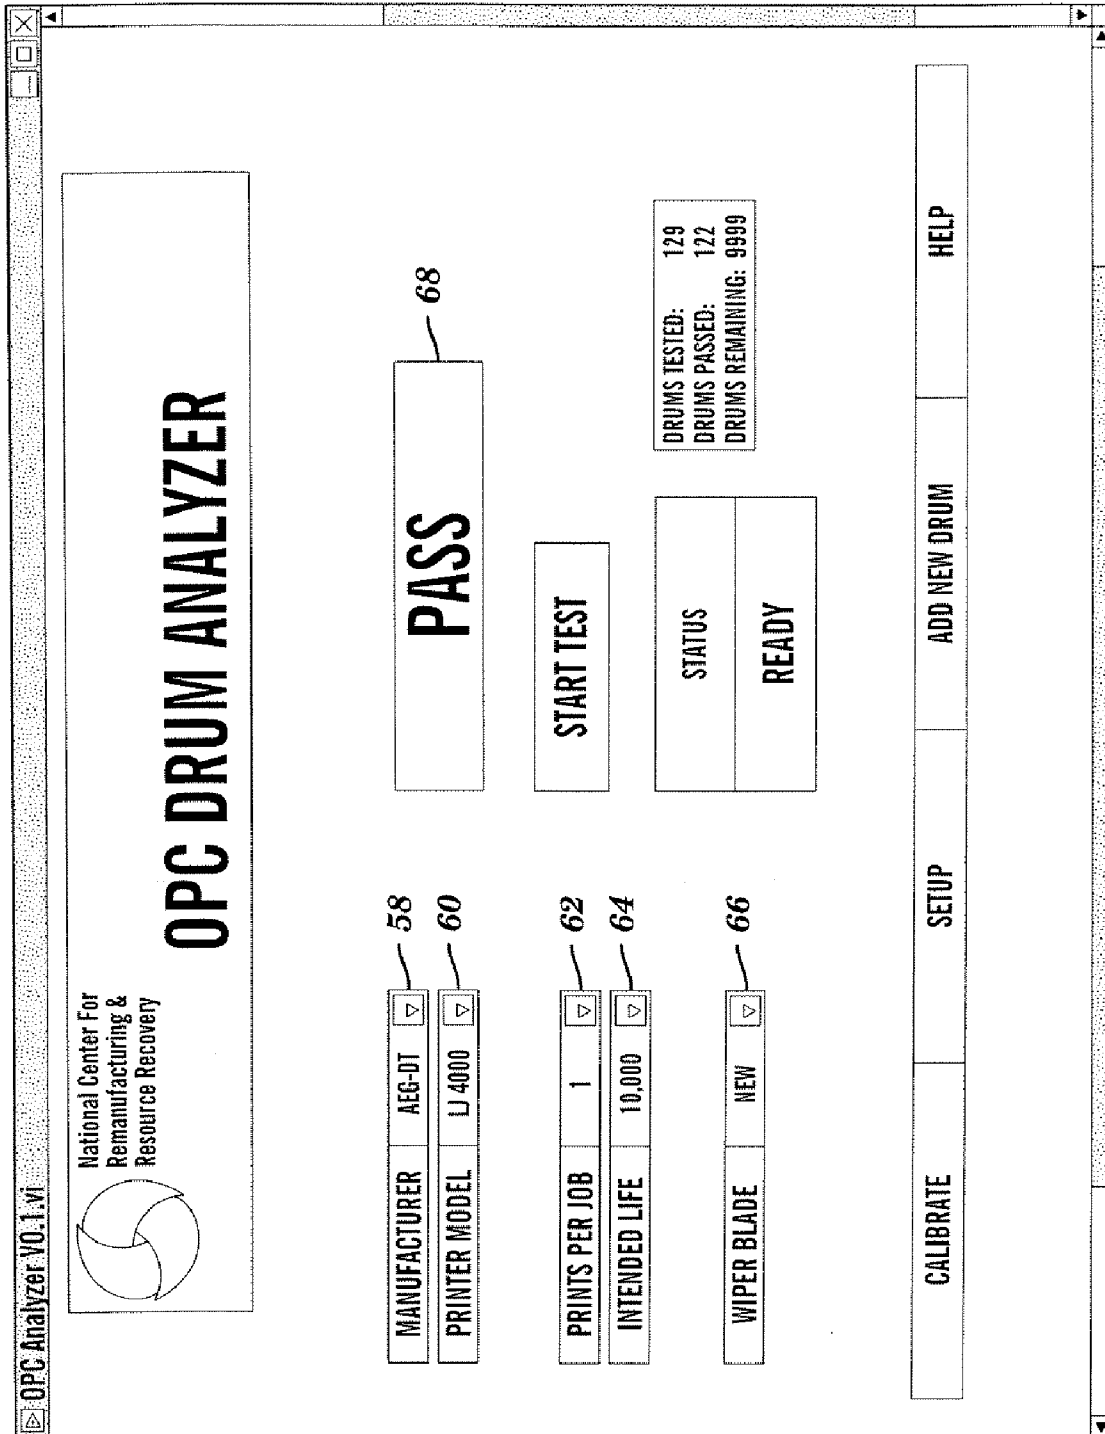 OPC Analyzer V0.1.vi
National Center For
Remanufacturing &
Resource Recovery
OPC DRUM ANALYZER
MANUFACTURER AEG-DT 58
PRINTER MODEL LJ 4000 60
PASS 68
PRINTS PER JOB 1 62
INTENDED LIFE 10,000 64
START TEST
WIPER BLADE NEW 66
STATUS
READY
DRUMS TESTED: 129
DRUMS PASSED: 122
DRUMS REMAINING: 9999
CALIBRATE SETUP ADD NEW DRUM HELP